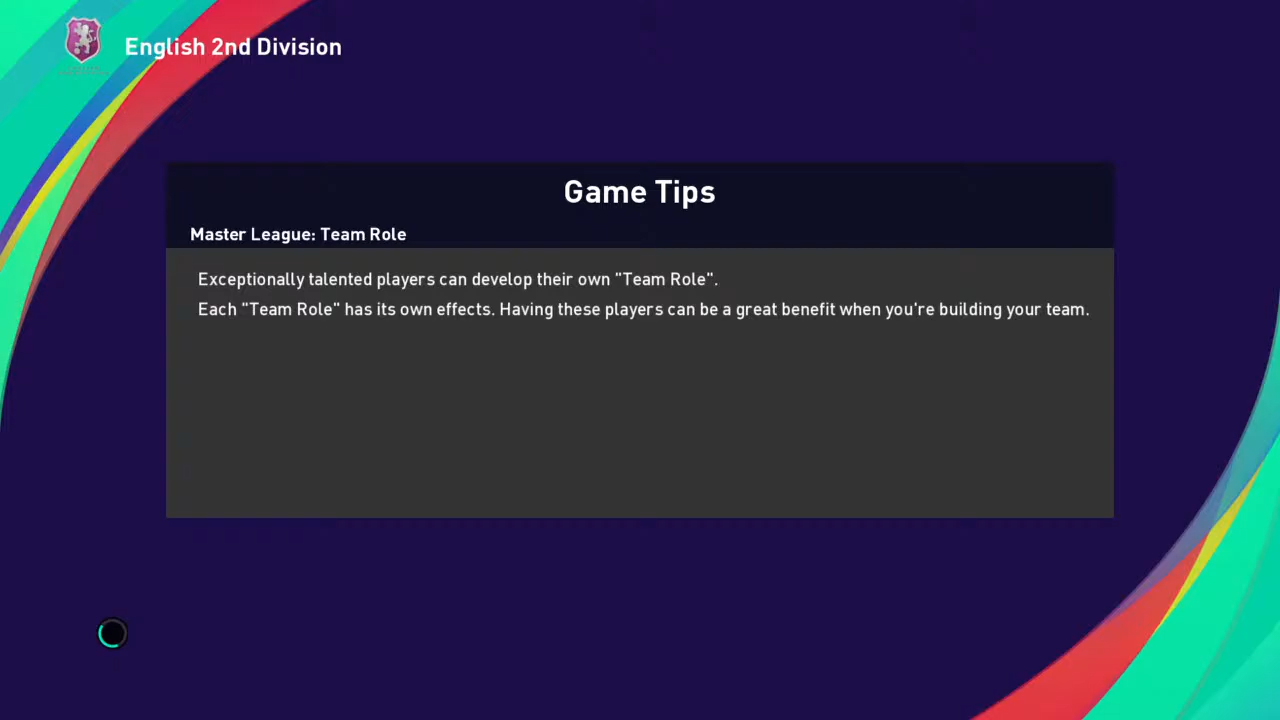 English 2nd Division
Game Tips
Master League: Team Role
Exceptionally talented players can develop their own "Team Role".
Each "Team Role" has its own effects. Having these players can be a great benefit when you're building your team.